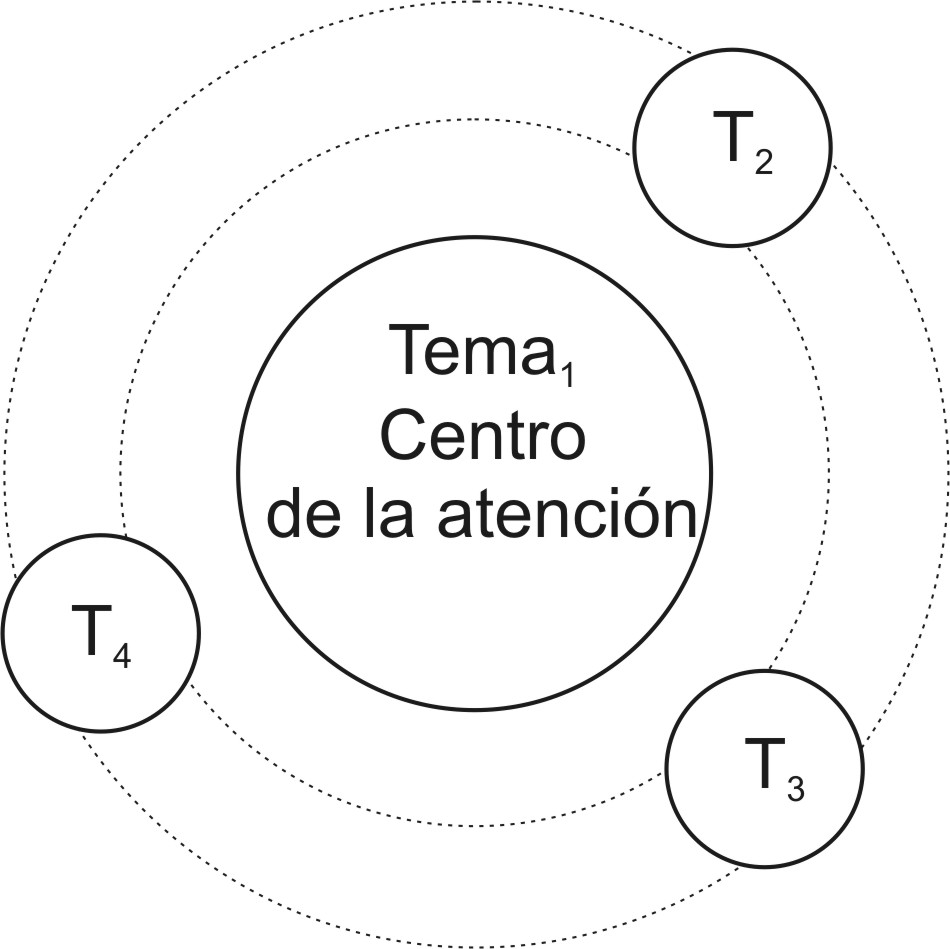 T₂
Tema₁
Centro
de la atención
T₄
T₃